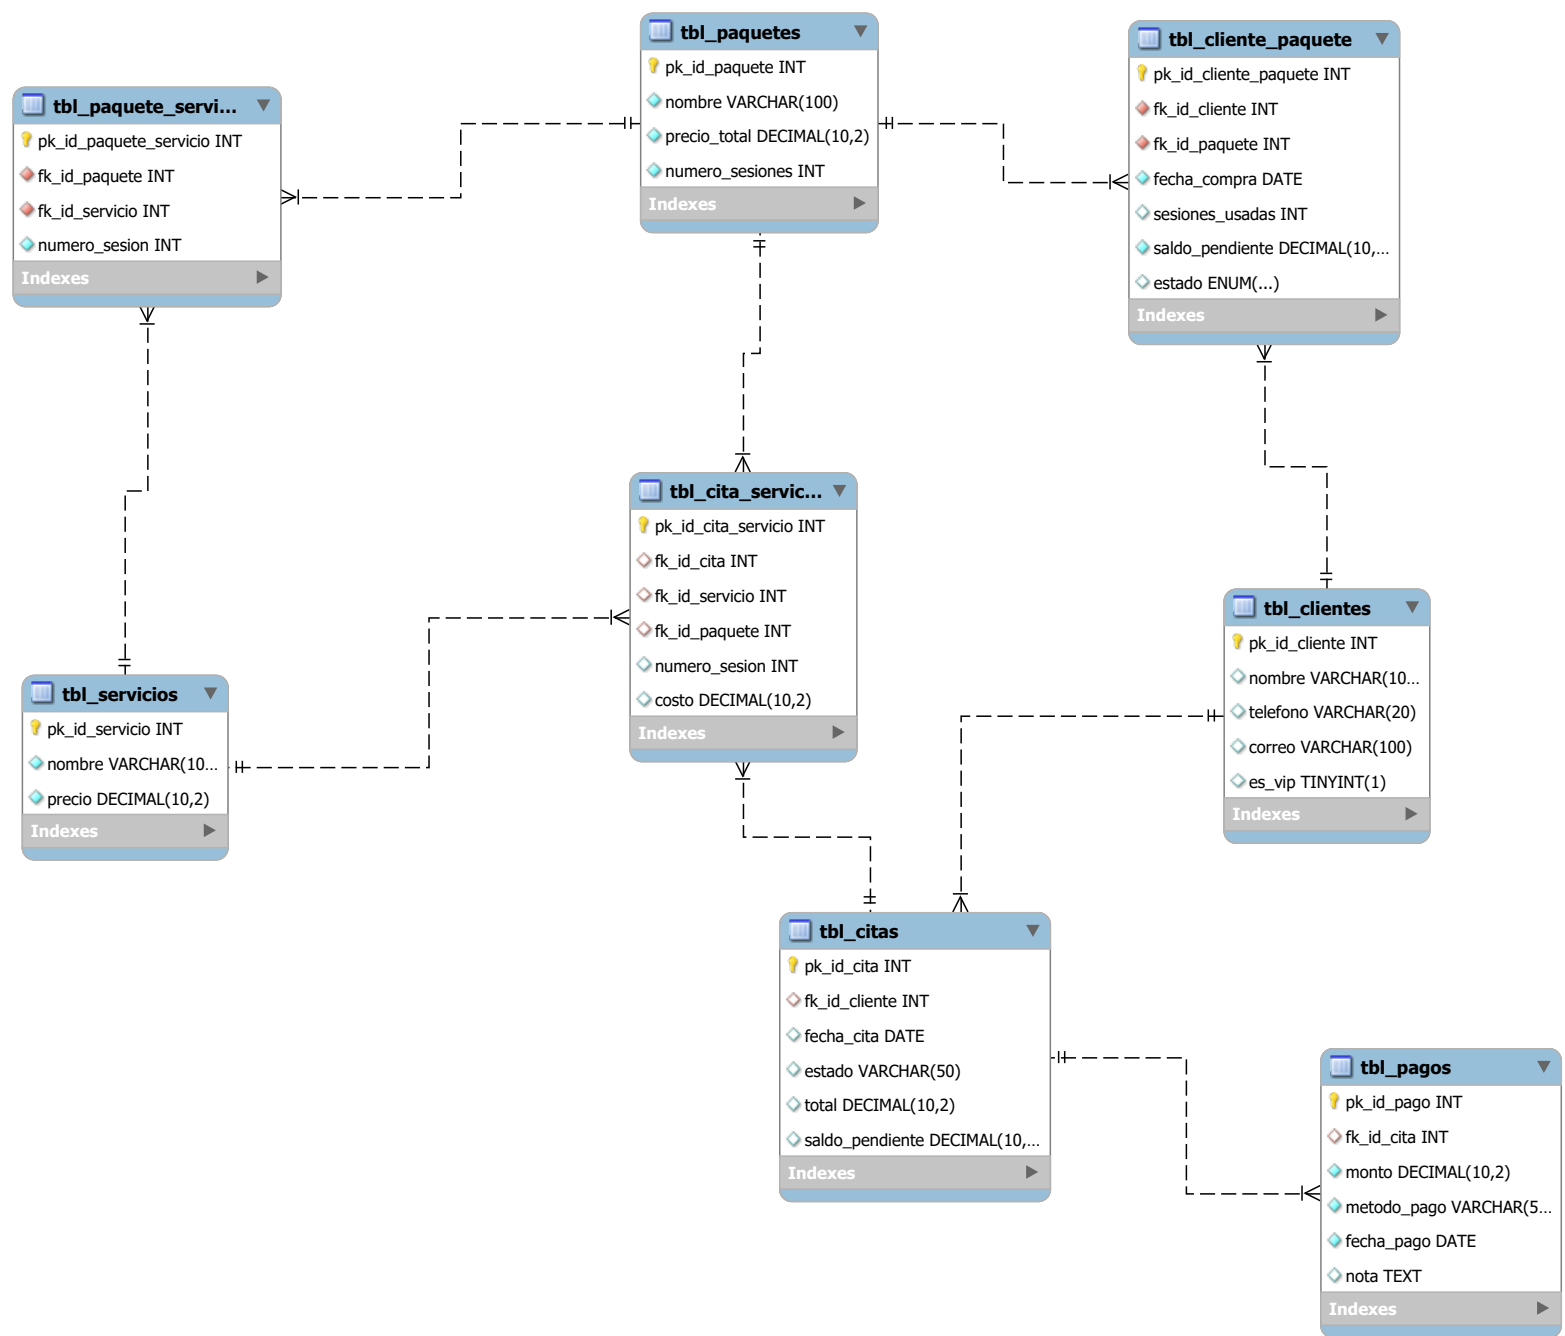 tbl_paquetes
pk_id_paquete INT
nombre VARCHAR(100)
precio_total DECIMAL(10,2)
numero_sesiones INT
Indexes
tbl_cliente_paquete
pk_id_cliente_paquete INT
fk_id_cliente INT
fk_id_paquete INT
fecha_compra DATE
sesiones_usadas INT
saldo_pendiente DECIMAL(10,...
estado ENUM(...)
Indexes
tbl_paquete_servi...
pk_id_paquete_servicio INT
fk_id_paquete INT
fk_id_servicio INT
numero_sesion INT
Indexes
tbl_cita_servic...
pk_id_cita_servicio INT
fk_id_cita INT
fk_id_servicio INT
fk_id_paquete INT
numero_sesion INT
costo DECIMAL(10,2)
Indexes
tbl_clientes
pk_id_cliente INT
nombre VARCHAR(10...
telefono VARCHAR(20)
correo VARCHAR(100)
es_vip TINYINT(1)
Indexes
tbl_servicios
pk_id_servicio INT
nombre VARCHAR(10...
precio DECIMAL(10,2)
Indexes
tbl_citas
pk_id_cita INT
fk_id_cliente INT
fecha_cita DATE
estado VARCHAR(50)
total DECIMAL(10,2)
saldo_pendiente DECIMAL(10,...
Indexes
tbl_pagos
pk_id_pago INT
fk_id_cita INT
monto DECIMAL(10,2)
metodo_pago VARCHAR(5...
fecha_pago DATE
nota TEXT
Indexes